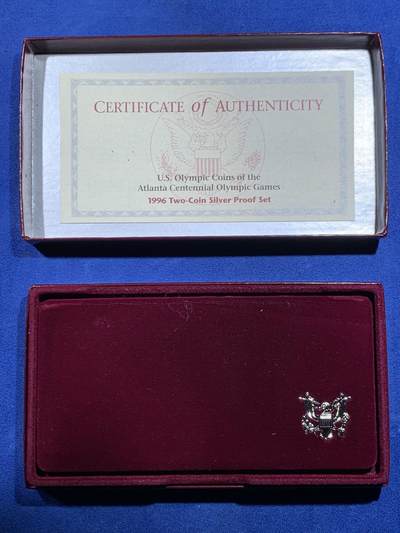 CERTIFICATE of AUTHENTICITY
U.S. Olympic Coins of the
Atlanta Centennial Olympic Games
1996 Two-Coin Silver Proof Set